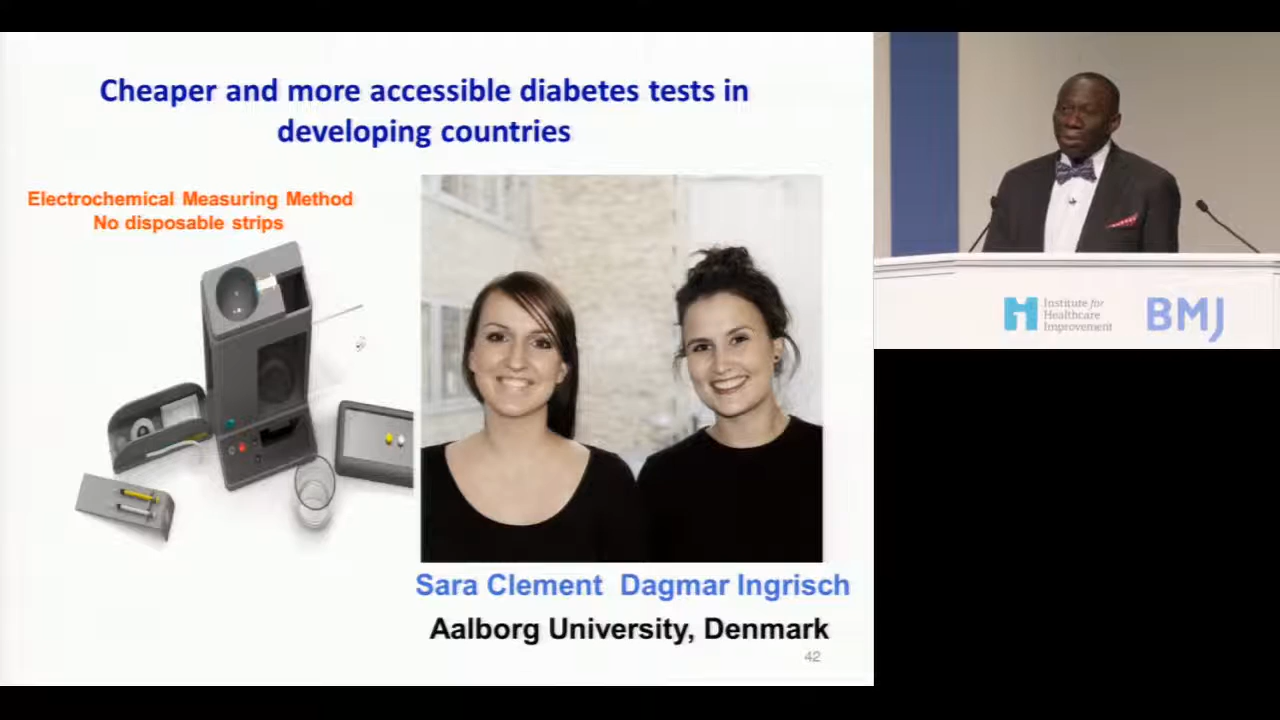 Cheaper and more accessible diabetes tests in
developing countries
Electrochemical Measuring Method
No disposable strips
Sara Clement Dagmar Ingrisch
Aalborg University, Denmark
42
Institute for
Healthcare
Improvement
BMJ